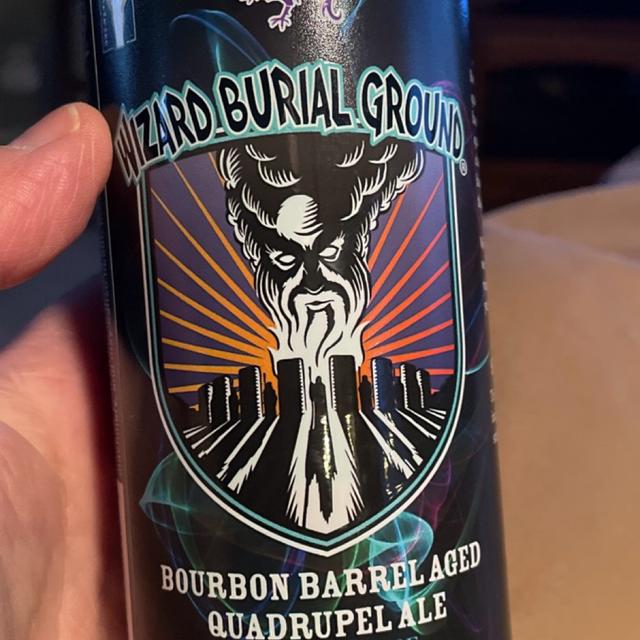 WIZARD BURIAL GROUND®
BOURBON BARREL AGED
QUADRUPEL ALE